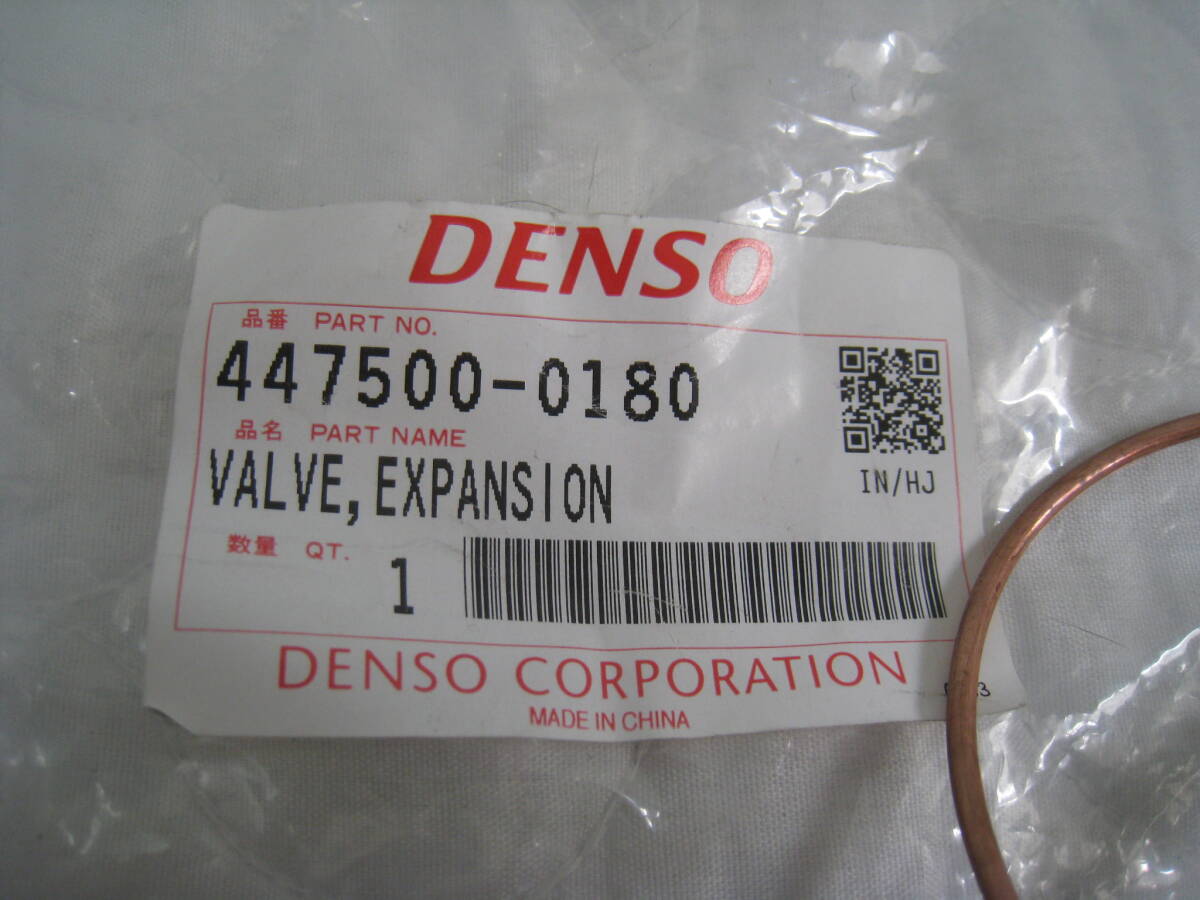 DENSO
品番 PART NO.
447500-0180
品名 PART NAME
VALVE,EXPANSION
IN/HJ
数量 QT.
1
DENSO CORPORATION
MADE IN CHINA